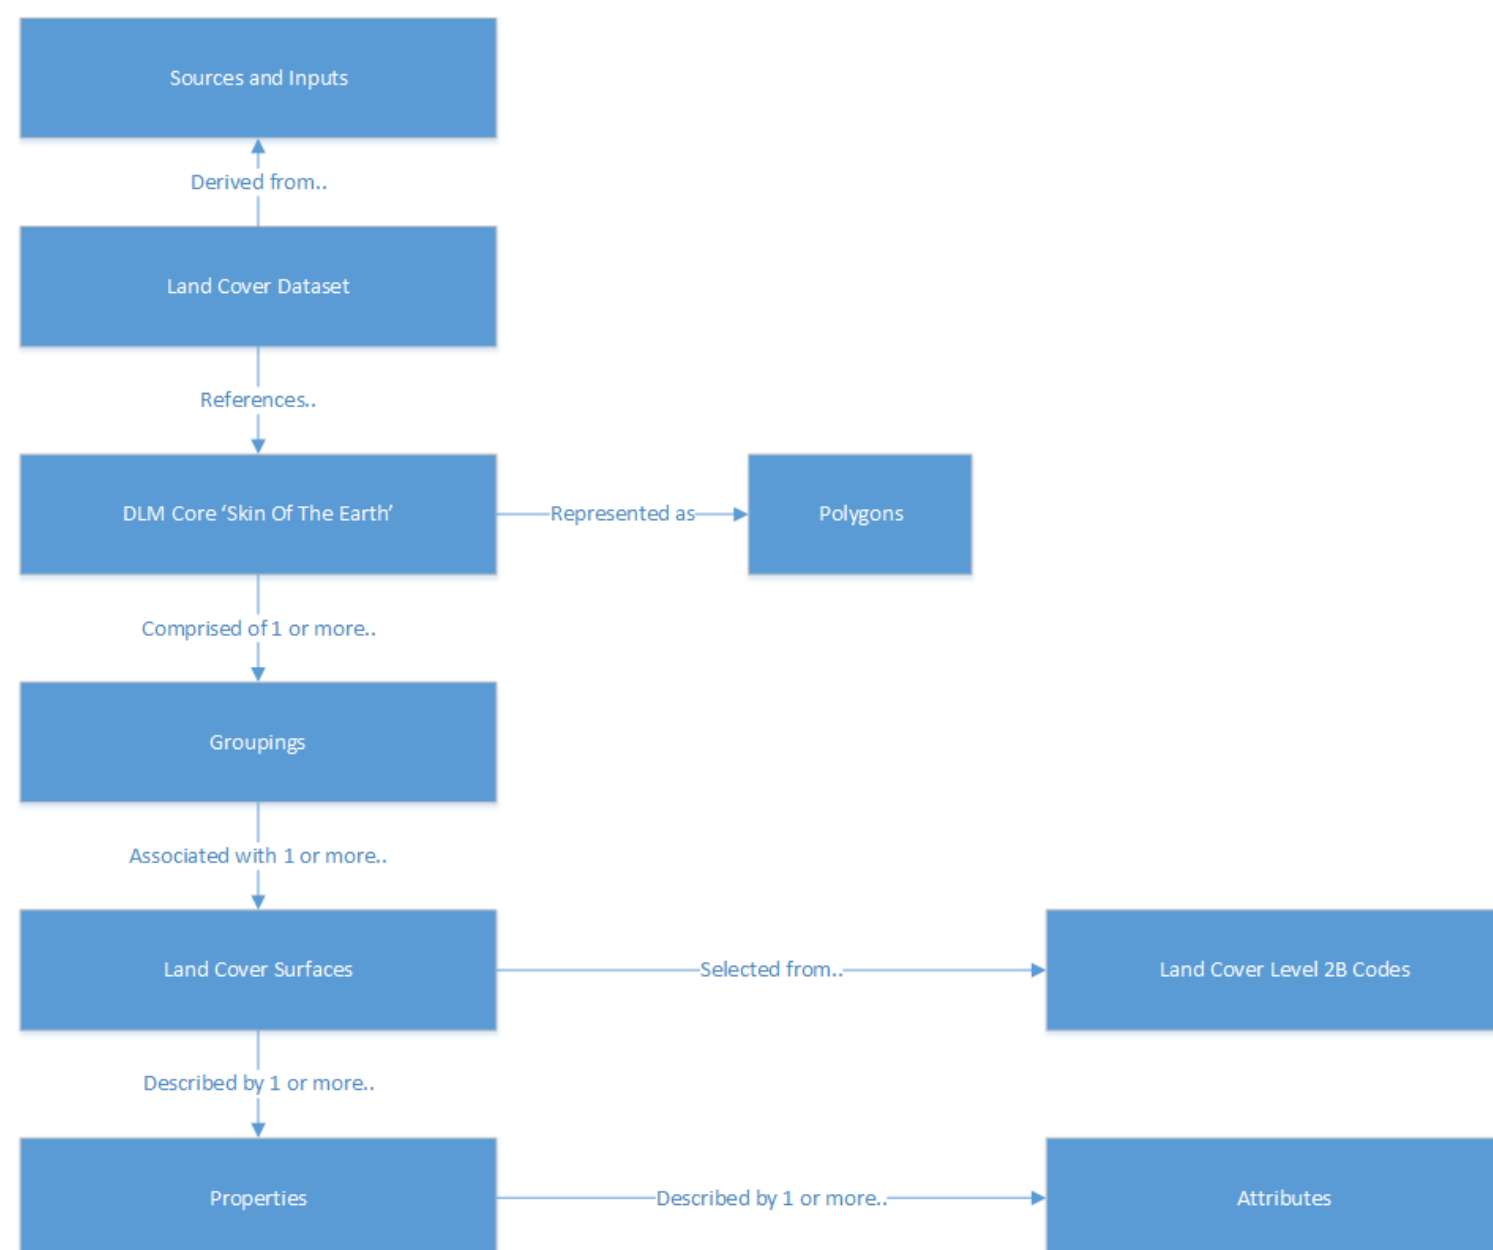 Sources and Inputs
Derived from..
Land Cover Dataset
References..
DLM Core ‘Skin Of The Earth’
Represented as
Polygons
Comprised of 1 or more..
Groupings
Associated with 1 or more..
Land Cover Surfaces
Selected from..
Land Cover Level 2B Codes
Described by 1 or more..
Properties
Described by 1 or more..
Attributes